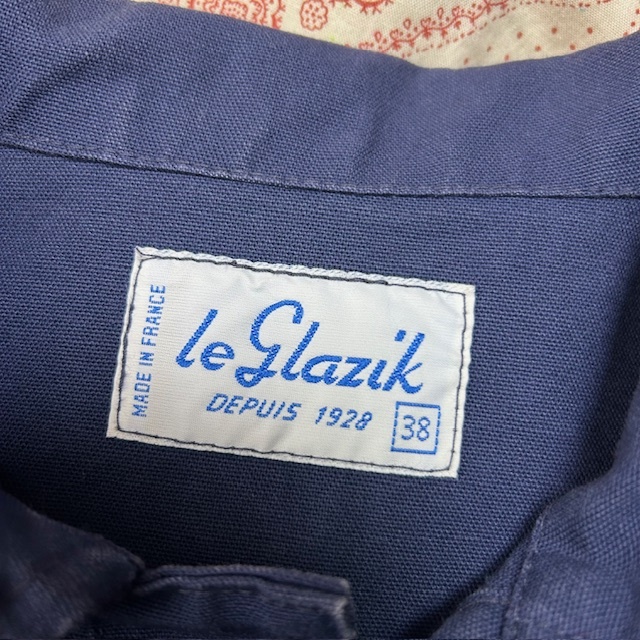 MADE IN FRANCE
le Glazik
DEPUIS 1928
38